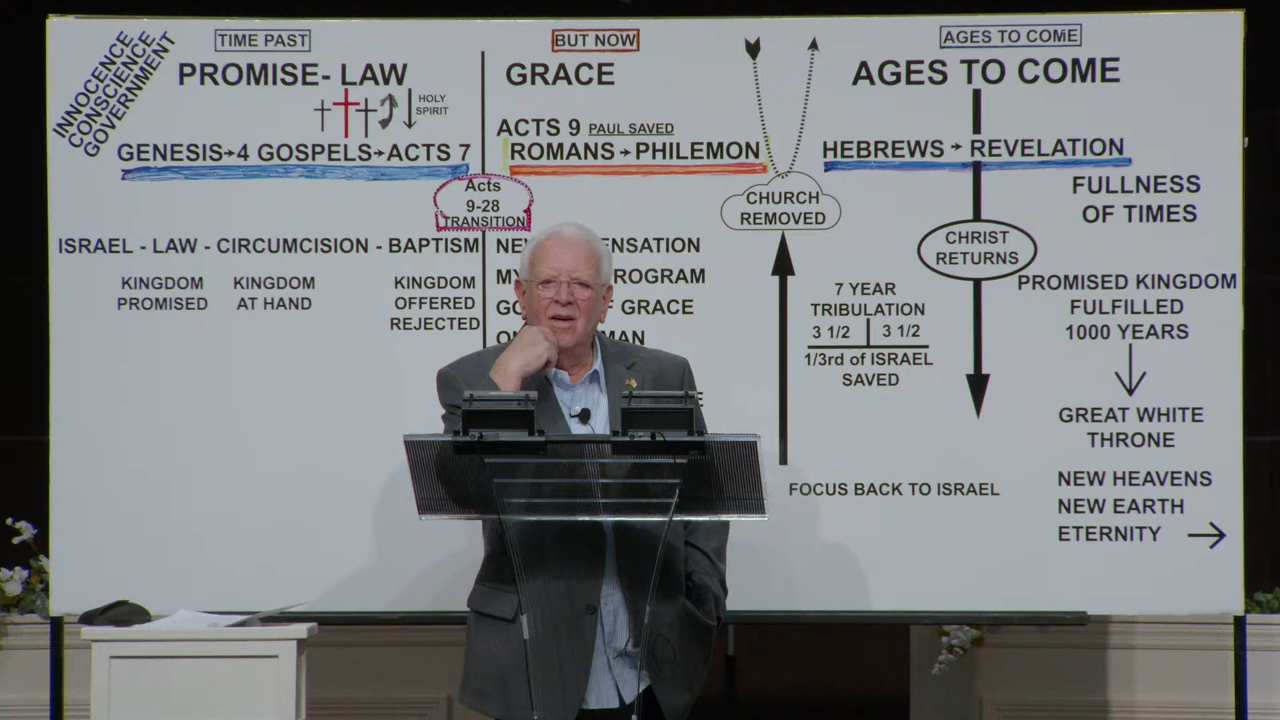 INNOCENCE
CONSCIENCE
GOVERNMENT
TIME PAST
PROMISE- LAW
HOLY
SPIRIT
GENESIS→4 GOSPELS→ACTS 7
BUT NOW
GRACE
ACTS 9 PAUL SAVED
ROMANS → PHILEMON
Acts
9-28
TRANSITION
AGES TO COME
AGES TO COME
HEBREWS → REVELATION
ISRAEL - LAW - CIRCUMCISION - BAPTISM
KINGDOM
PROMISED
KINGDOM
AT HAND
KINGDOM
OFFERED
REJECTED
GRACE
CHURCH
REMOVED
7 YEAR
TRIBULATION
3 1/2 3 1/2
1/3rd of ISRAEL
SAVED
FOCUS BACK TO ISRAEL
CHRIST
RETURNS
FULLNESS
OF TIMES
PROMISED KINGDOM
FULFILLED
1000 YEARS
GREAT WHITE
THRONE
NEW HEAVENS
NEW EARTH
ETERNITY →